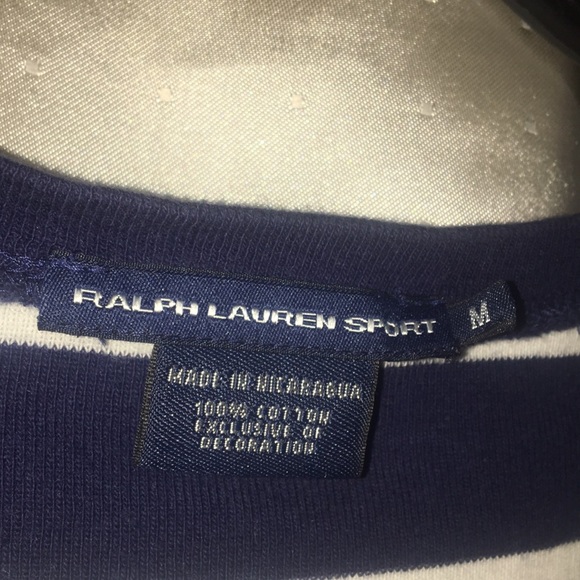 RALPH LAUREN SPORT
M
MADE IN NICARAGUA
100% COTTON
EXCLUSIVE OF
DECORATION